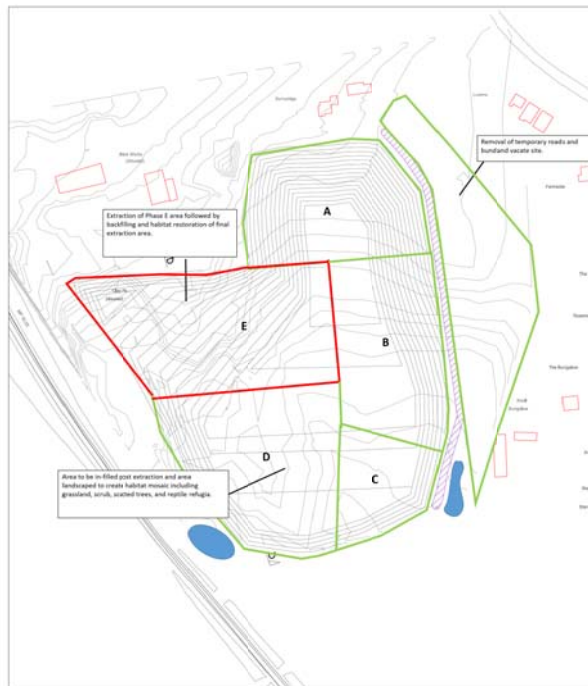 Removal of temporary roads and
bund and vacate site.
Extraction of Phase E area followed by
backfilling and habitat restoration of final
extraction area.
A
E
B
D
C
Area to be in-filled post extraction and area
landscaped to create habitat mosaic including
grassland, scrub, scatted trees, and reptile refugia.
The Bungalow